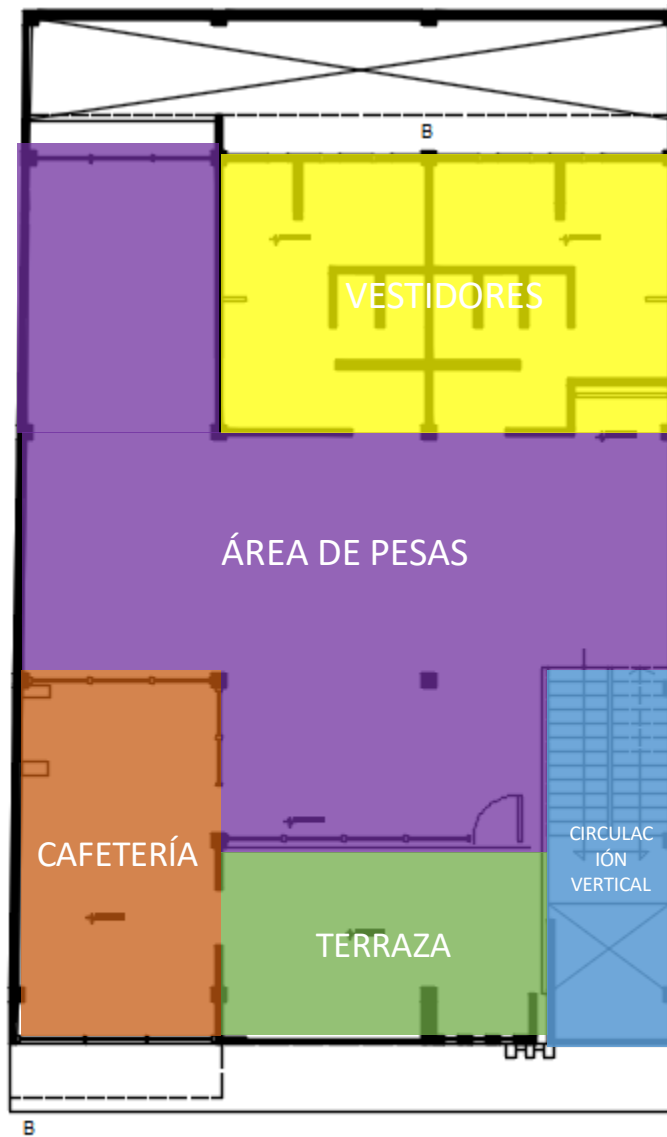 B
VESTIDORES
ÁREA DE PESAS
CAFETERÍA
CIRCULAC
IÓN
VERTICAL
TERRAZA
B